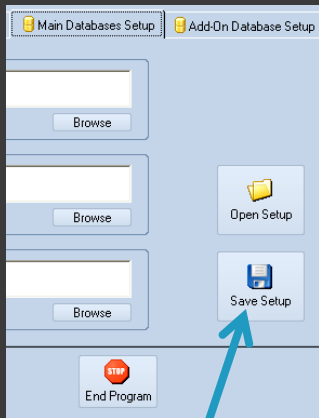 Main Databases Setup
Add-On Database Setup
Browse
Browse
Open Setup
Browse
Save Setup
STOP
End Program